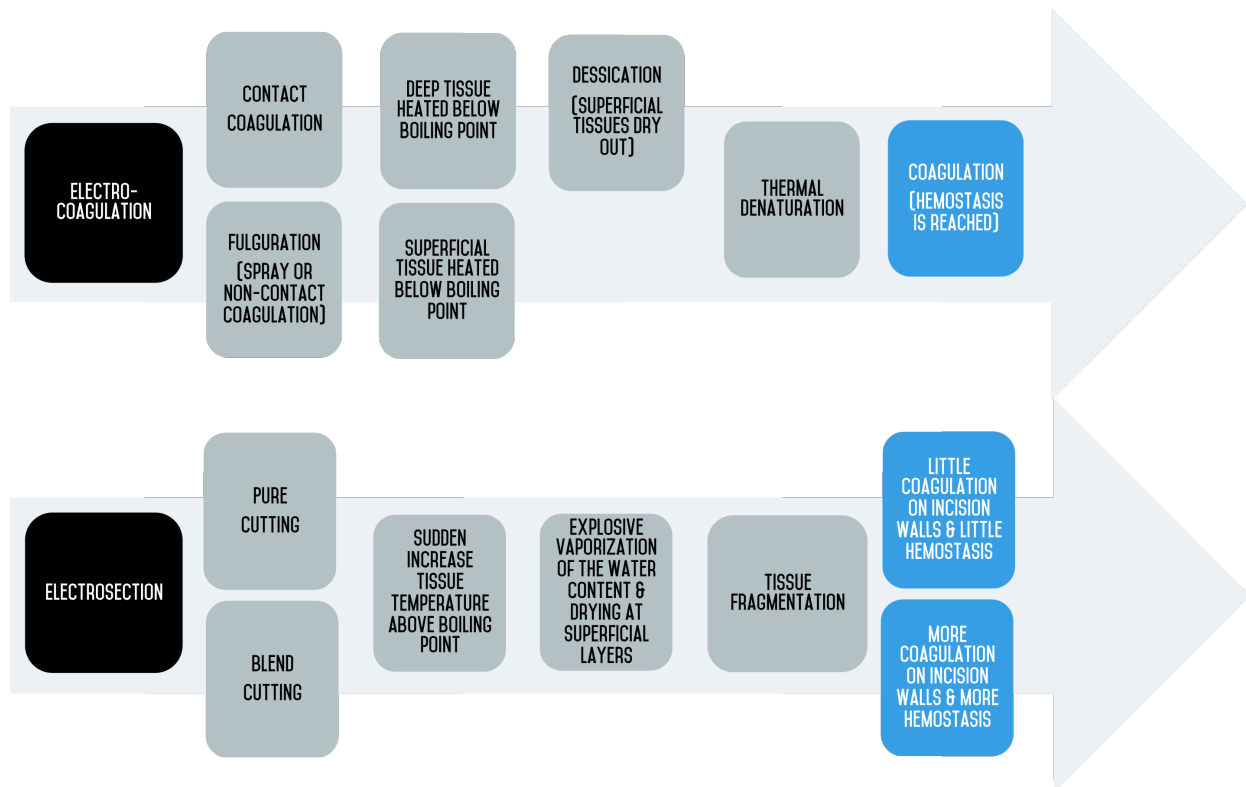 ELECTRO-
COAGULATION
CONTACT
COAGULATION
FULGURATION
(SPRAY OR
NON-CONTACT
COAGULATION)
DEEP TISSUE
HEATED BELOW
BOILING POINT
SUPERFICIAL
TISSUE HEATED
BELOW BOILING
POINT
DESSICATION
(SUPERFICIAL
TISSUES DRY
OUT)
THERMAL
DENATURATION
COAGULATION
(HEMOSTASIS
IS REACHED)
ELECTROSECTION
PURE
CUTTING
BLEND
CUTTING
SUDDEN
INCREASE
TISSUE
TEMPERATURE
ABOVE BOILING
POINT
EXPLOSIVE
VAPORIZATION
OF THE WATER
CONTENT &
DRYING AT
SUPERFICIAL
LAYERS
TISSUE
FRAGMENTATION
LITTLE
COAGULATION
ON INCISION
WALLS & LITTLE
HEMOSTASIS
MORE
COAGULATION
ON INCISION
WALLS & MORE
HEMOSTASIS